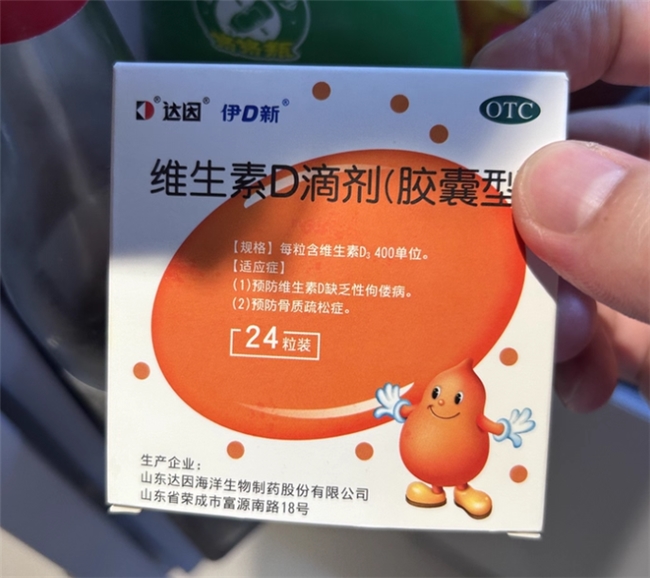 达因® 伊D新®
OTC
维生素D滴剂(胶囊型
【规格】每粒含维生素D₃ 400单位。
【适应症】
(1)预防维生素D缺乏性佝偻病。
(2)预防骨质疏松症。
24粒装
生产企业：
山东达因海洋生物制药股份有限公司
山东省荣成市富源南路18号